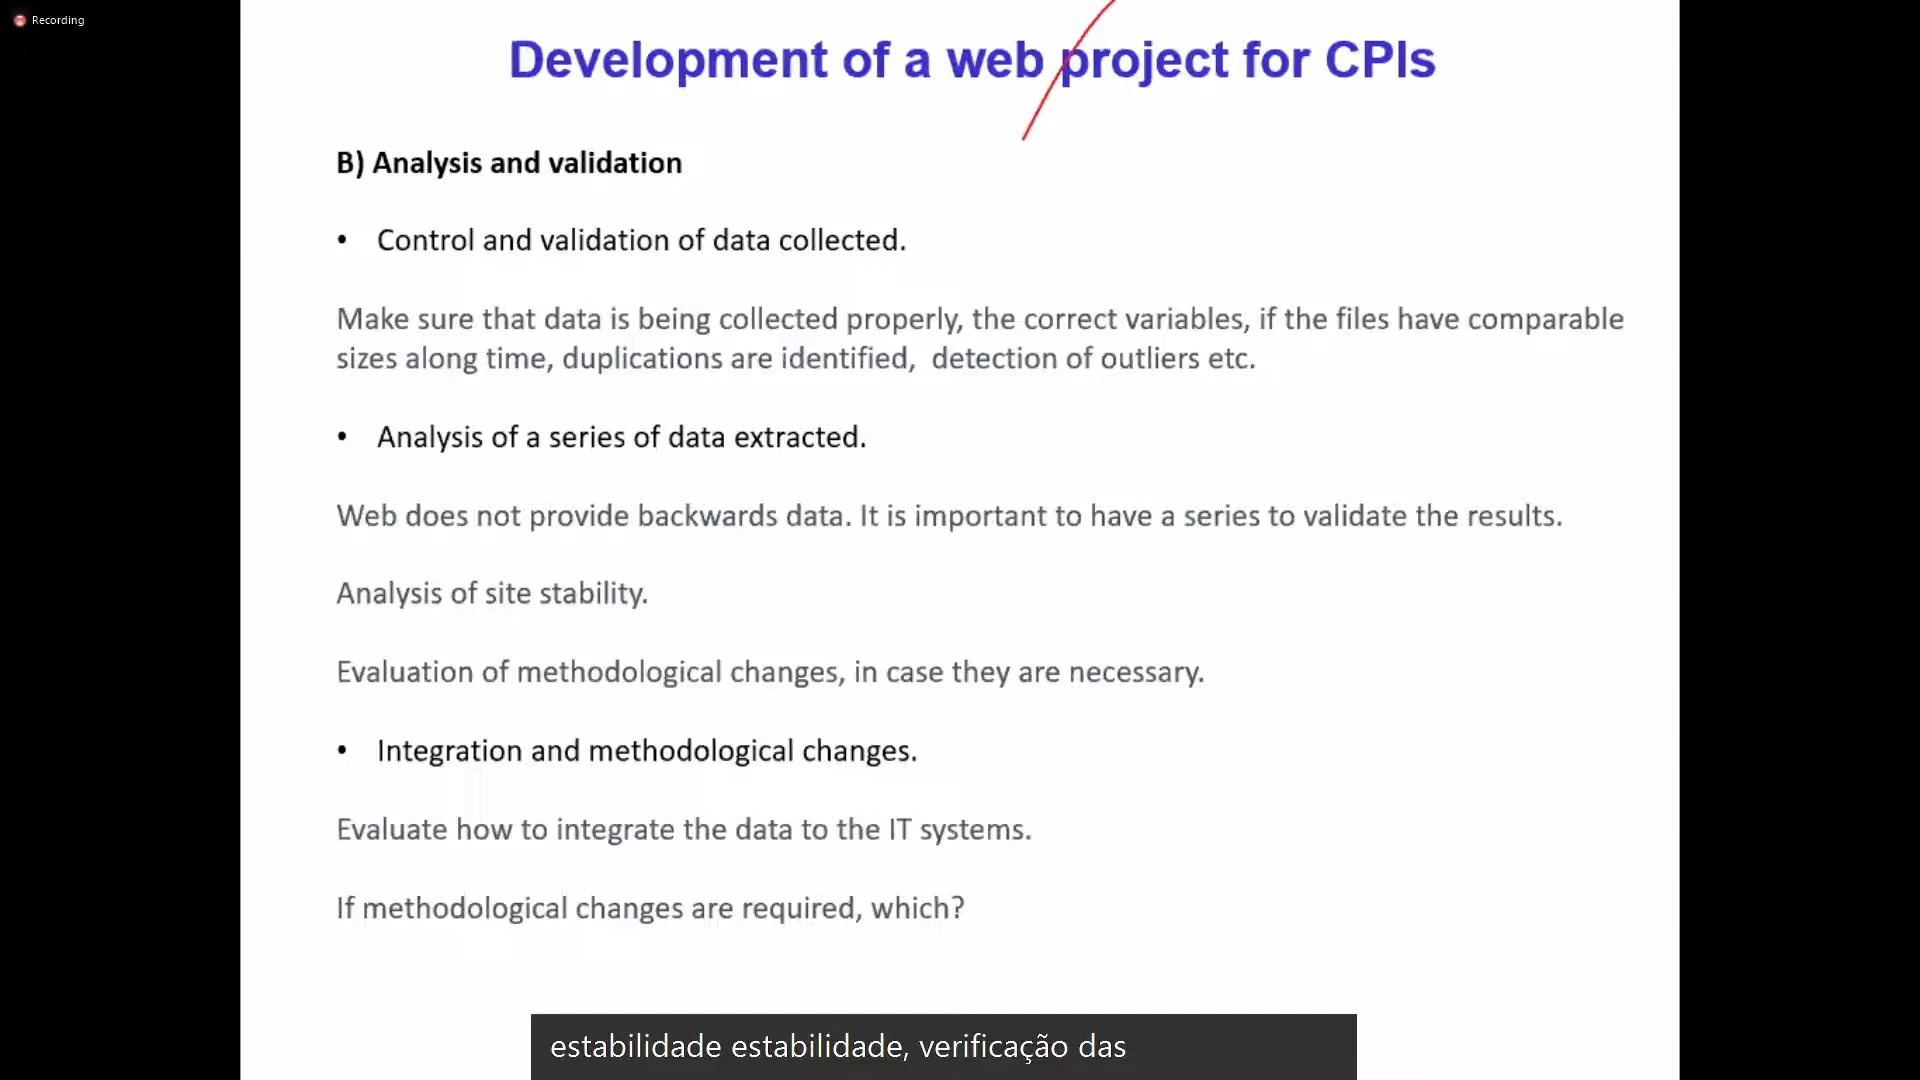 Recording
Development of a web project for CPIs
B) Analysis and validation
• Control and validation of data collected.
Make sure that data is being collected properly, the correct variables, if the files have comparable
sizes along time, duplications are identified,  detection of outliers etc.
• Analysis of a series of data extracted.
Web does not provide backwards data. It is important to have a series to validate the results.
Analysis of site stability.
Evaluation of methodological changes, in case they are necessary.
• Integration and methodological changes.
Evaluate how to integrate the data to the IT systems.
If methodological changes are required, which?
estabilidade estabilidade, verificação das